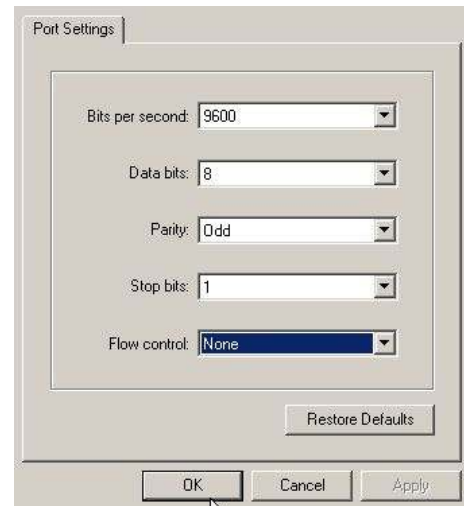 Port Settings
Bits per second: 9600
Data bits: 8
Parity: Odd
Stop bits: 1
Flow control: None
Restore Defaults
OK Cancel Apply